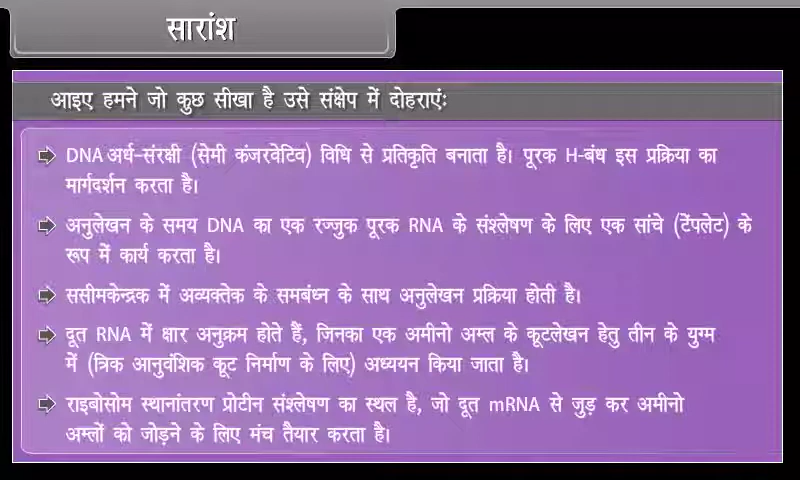 सारांश
आइए हमने जो कुछ सीखा है उसे संक्षेप में दोहराएंः
DNA अर्ध-संरक्षी (सेमी कंजरवेटिव) विधि से प्रतिकृति बनाता है। पूरक H-बंध इस प्रक्रिया का
मार्गदर्शन करता है।
अनुलेखन के समय DNA का एक रज्जुक पूरक RNA के संश्लेषण के लिए एक सांचे (टेंपलेट) के
रूप में कार्य करता है।
ससीमकेन्द्रक में अव्यक्तेक के समबंध्न के साथ अनुलेखन प्रक्रिया होती है।
दूत RNA में क्षार अनुक्रम होते हैं, जिनका एक अमीनो अम्ल के कूटलेखन हेतु तीन के युग्म
में (त्रिक आनुवंशिक कूट निर्माण के लिए) अध्ययन किया जाता है।
राइबोसोम स्थानांतरण प्रोटीन संश्लेषण का स्थल है, जो दूत mRNA से जुड़ कर अमीनो
अम्लों को जोड़ने के लिए मंच तैयार करता है।